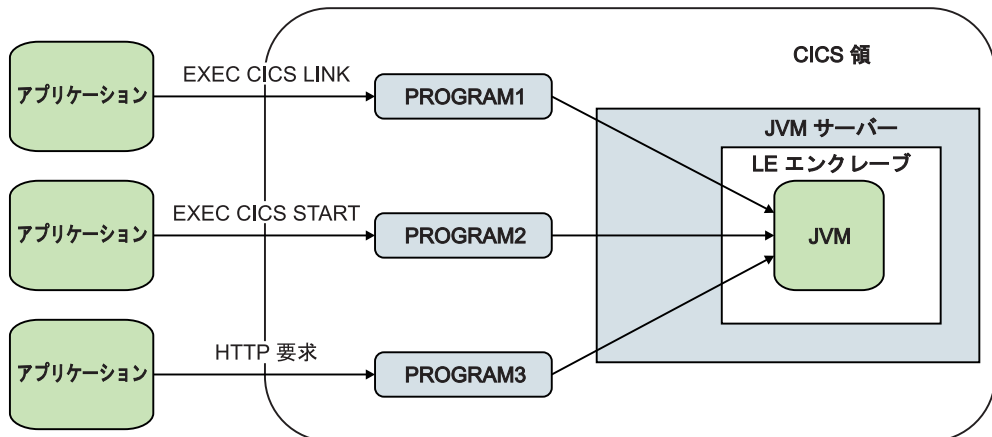 CICS 領
アプリケーション
EXEC CICS LINK
PROGRAM1
JVM サーバー
LE エンクレーブ
アプリケーション
EXEC CICS START
PROGRAM2
JVM
アプリケーション
HTTP 要求
PROGRAM3